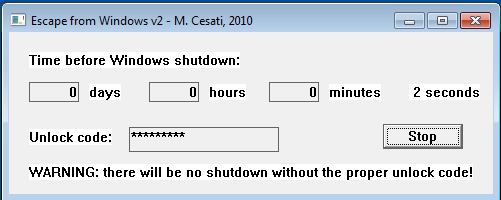 Escape from Windows v2 - M. Cesati, 2010
Time before Windows shutdown:
0 days 0 hours 0 minutes 2 seconds
Unlock code: ********* Stop
WARNING: there will be no shutdown without the proper unlock code!